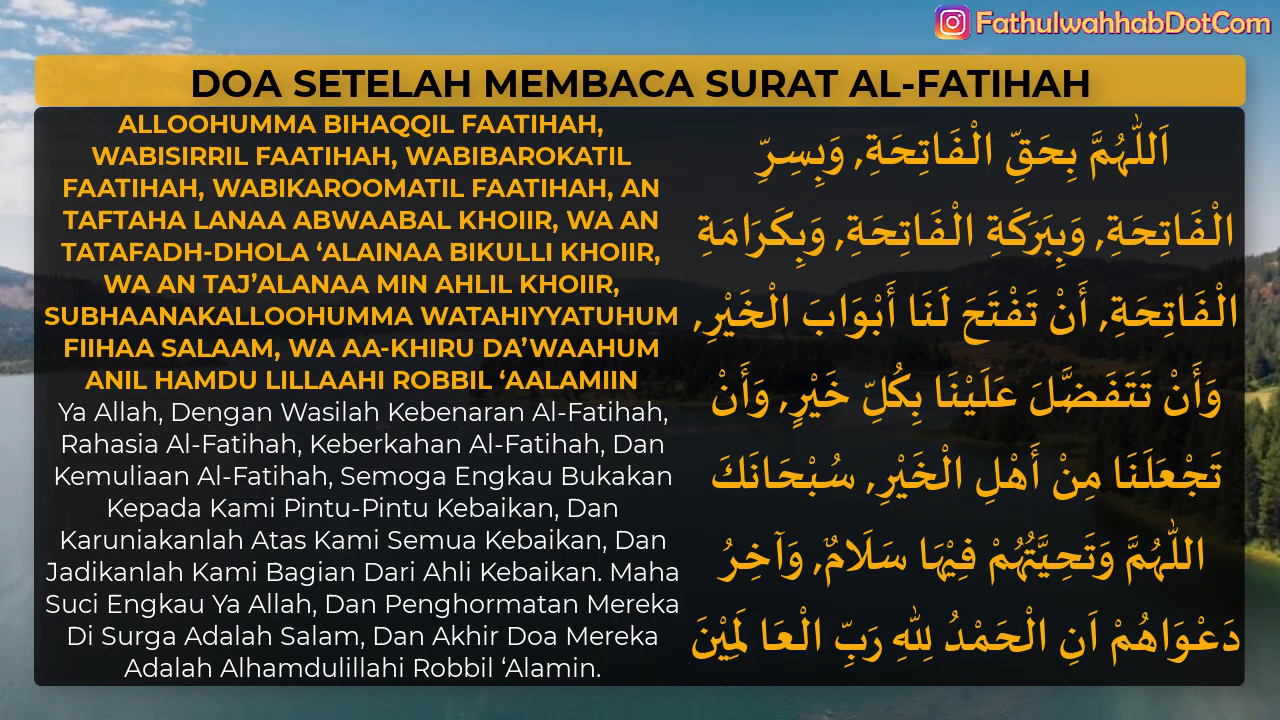 FathulwahhabDotCom
DOA SETELAH MEMBACA SURAT AL-FATIHAH
ALLOOHUMMA BIHAQQIL FAATIHAH,
WABISIRRIL FAATIHAH, WABIBAROKATIL
FAATIHAH, WABIKAROOMATIL FAATIHAH, AN
TAFTAHA LANAA ABWAABAL KHOIIR, WA AN
TATAFADH-DHOLA ‘ALAINAA BIKULLI KHOIIR,
WA AN TAJ’ALANAA MIN AHLIL KHOIIR,
SUBHAANAKALLOOHUMMA WATAHIYYATUHUM
FIIHAA SALAAM, WA AA-KHIRU DA’WAAHUM
ANIL HAMDU LILLAAHI ROBBIL ‘AALAMIIN
Ya Allah, Dengan Wasilah Kebenaran Al-Fatihah,
Rahasia Al-Fatihah, Keberkahan Al-Fatihah, Dan
Kemuliaan Al-Fatihah, Semoga Engkau Bukakan
Kepada Kami Pintu-Pintu Kebaikan, Dan
Karuniakanlah Atas Kami Semua Kebaikan, Dan
Jadikanlah Kami Bagian Dari Ahli Kebaikan. Maha
Suci Engkau Ya Allah, Dan Penghormatan Mereka
Di Surga Adalah Salam, Dan Akhir Doa Mereka
Adalah Alhamdulillahi Robbil ‘Alamin.
اَللّٰهُمَّ بِحَقِّ الْفَاتِحَةِ, وَبِسِرِّ
الْفَاتِحَةِ, وَبِبَرَكَةِ الْفَاتِحَةِ, وَبِكَرَامَةِ
الْفَاتِحَةِ, أَنْ تَفْتَحَ لَنَا أَبْوَابَ الْخَيْرِ,
وَأَنْ تَتَفَضَّلَ عَلَيْنَا بِكُلِّ خَيْرٍ, وَأَنْ
تَجْعَلَنَا مِنْ أَهْلِ الْخَيْرِ, سُبْحَانَكَ
اللّٰهُمَّ وَتَحِيَّتُهُمْ فِيْهَا سَلَامٌ, وَآخِرُ
دَعْوَاهُمْ اَنِ الْحَمْدُ لِلّٰهِ رَبِّ الْعَا لَمِيْنَ